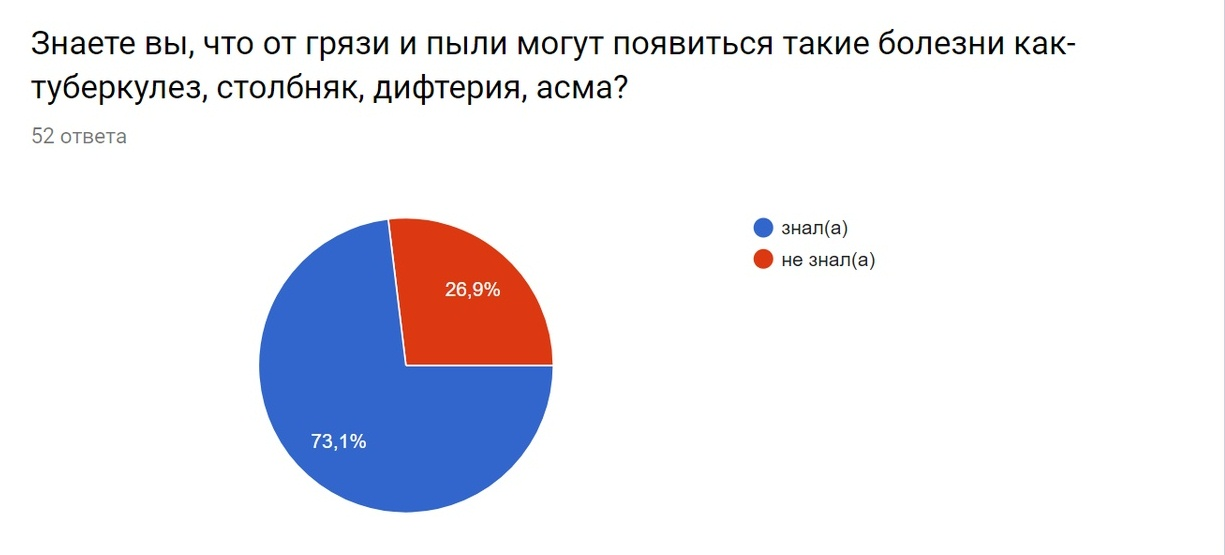 Знаете вы, что от грязи и пыли могут появиться такие болезни как-
туберкулез, столбняк, дифтерия, асма?
52 ответа
знал(а)
не знал(а)
26,9%
73,1%